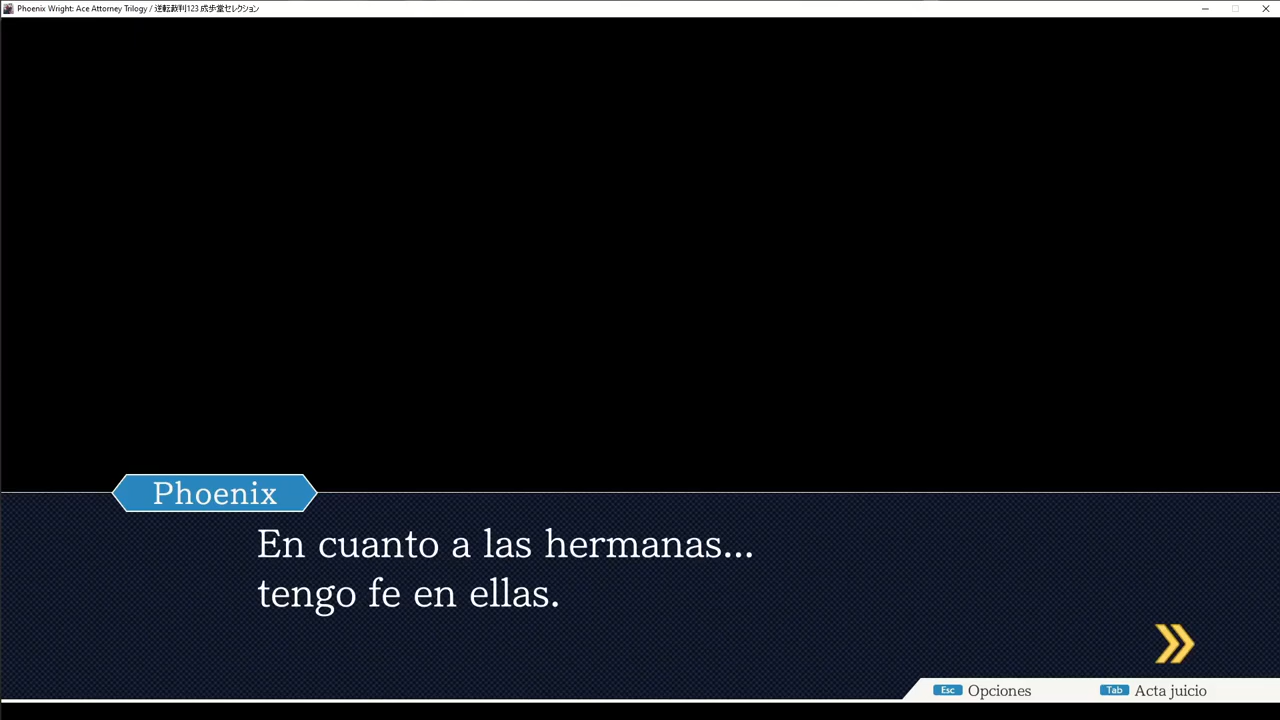 Phoenix Wright: Ace Attorney Trilogy / 逆転裁判123 成歩堂セレクション
Phoenix
En cuanto a las hermanas...
tengo fe en ellas.
Esc Opciones Tab Acta juicio